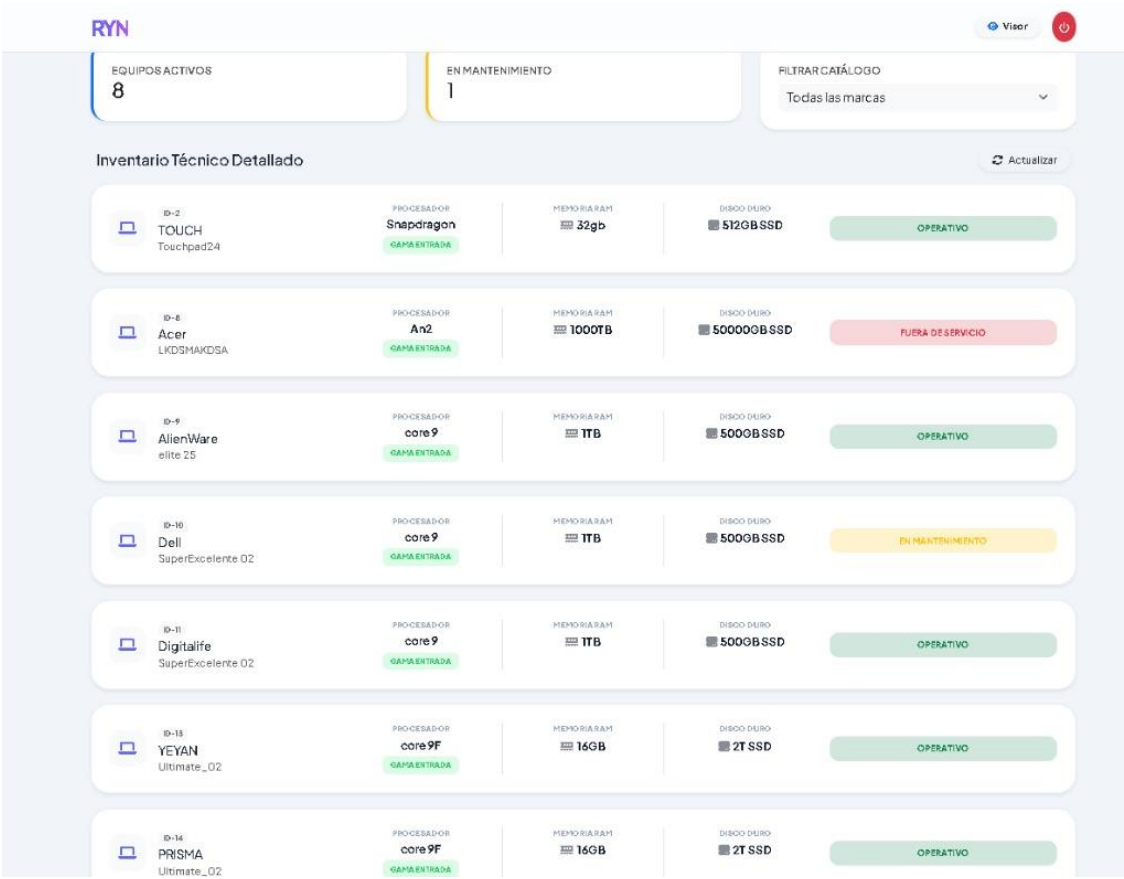 RYN
Visor
EQUIPOS ACTIVOS
8
EN MANTENIMIENTO
1
FILTRAR CATÁLOGO
Todas las marcas
Inventario Técnico Detallado
Actualizar
ID-2
TOUCH
Touchpad24
PROCESADOR
Snapdragon
GAMA ENTRADA
MEMORIA RAM
32gb
DISCO DURO
512GB SSD
OPERATIVO
ID-8
Acer
LKDSMAKDSA
PROCESADOR
An2
GAMA ENTRADA
MEMORIA RAM
1000TB
DISCO DURO
50000GB SSD
FUERA DE SERVICIO
ID-9
AlienWare
elite 25
PROCESADOR
core 9
GAMA ENTRADA
MEMORIA RAM
1TB
DISCO DURO
500GB SSD
OPERATIVO
ID-10
Dell
SuperExcelente 02
PROCESADOR
core 9
GAMA ENTRADA
MEMORIA RAM
1TB
DISCO DURO
500GB SSD
EN MANTENIMIENTO
ID-11
Digitalife
SuperExcelente 02
PROCESADOR
core 9
GAMA ENTRADA
MEMORIA RAM
1TB
DISCO DURO
500GB SSD
OPERATIVO
ID-13
YEYAN
Ultimate_02
PROCESADOR
core 9F
GAMA ENTRADA
MEMORIA RAM
16GB
DISCO DURO
2T SSD
OPERATIVO
ID-14
PRISMA
Ultimate_02
PROCESADOR
core 9F
GAMA ENTRADA
MEMORIA RAM
16GB
DISCO DURO
2T SSD
OPERATIVO